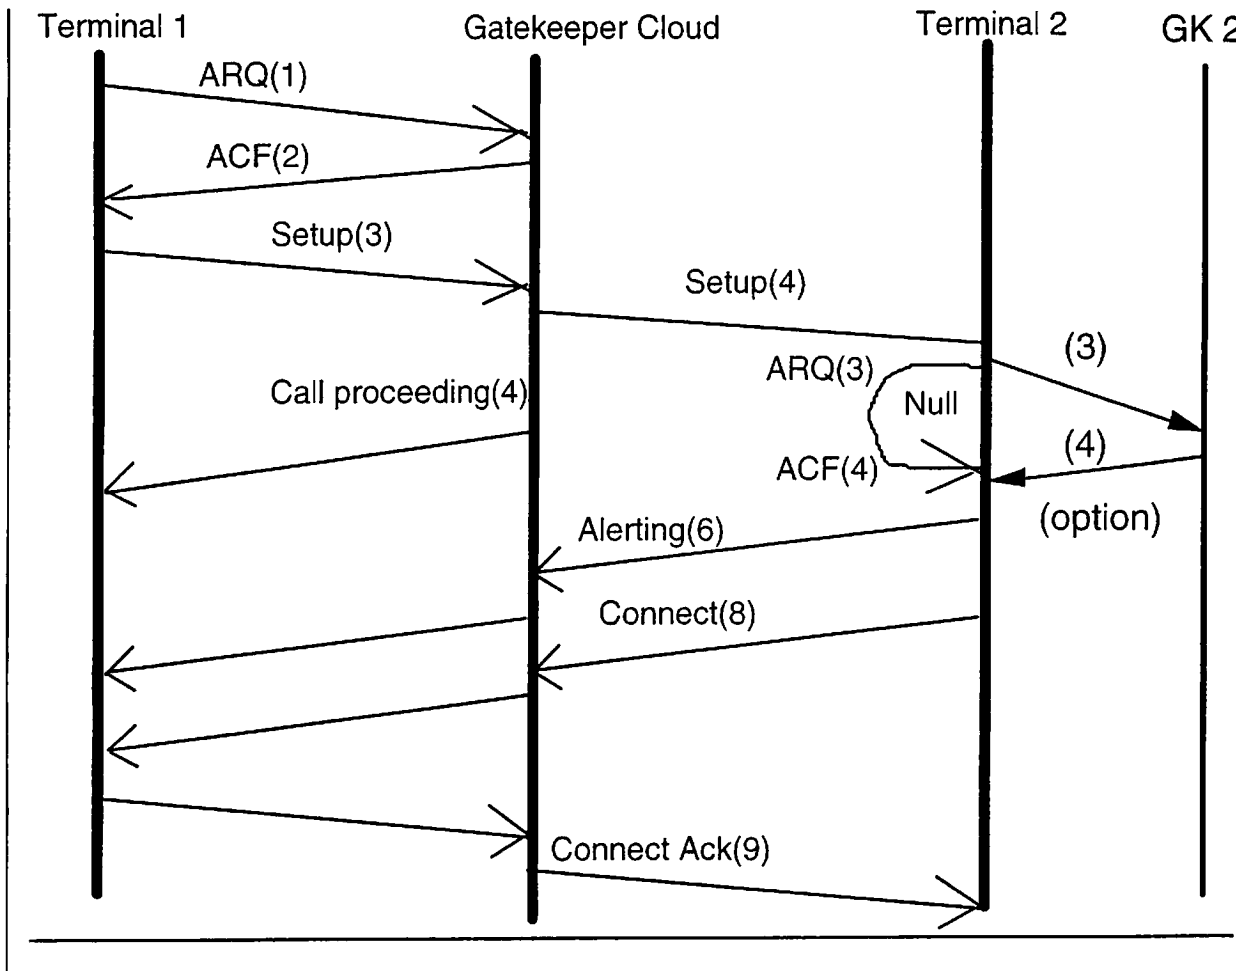 Terminal 1
Gatekeeper Cloud
Terminal 2
GK 2
ARQ(1)
ACF(2)
Setup(3)
Setup(4)
(3)
ARQ(3)
Call proceeding(4)
Null
(4)
ACF(4)
(option)
Alerting(6)
Connect(8)
Connect Ack(9)